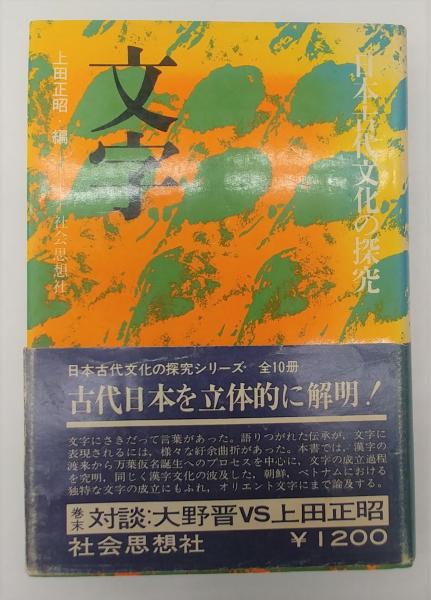 日本古代文化の探究
文字
上田正昭・編
社会思想社
日本古代文化の探究シリーズ・全10冊
古代日本を立体的に解明!
文字にさきだって言葉があった。語りつがれた伝承が、文字に
表現されるには、様々な紆余曲折があった。本書では、漢字の
渡来から万葉仮名誕生へのプロセスを中心に、文字の成立過程
を究明、同じく漢字文化の波及した、朝鮮、ベトナムにおける
独特な文字の成立にもふれ、オリエント文字にまで論及する。
巻末 対談:大野晋VS上田正昭
社会思想社 ¥1200